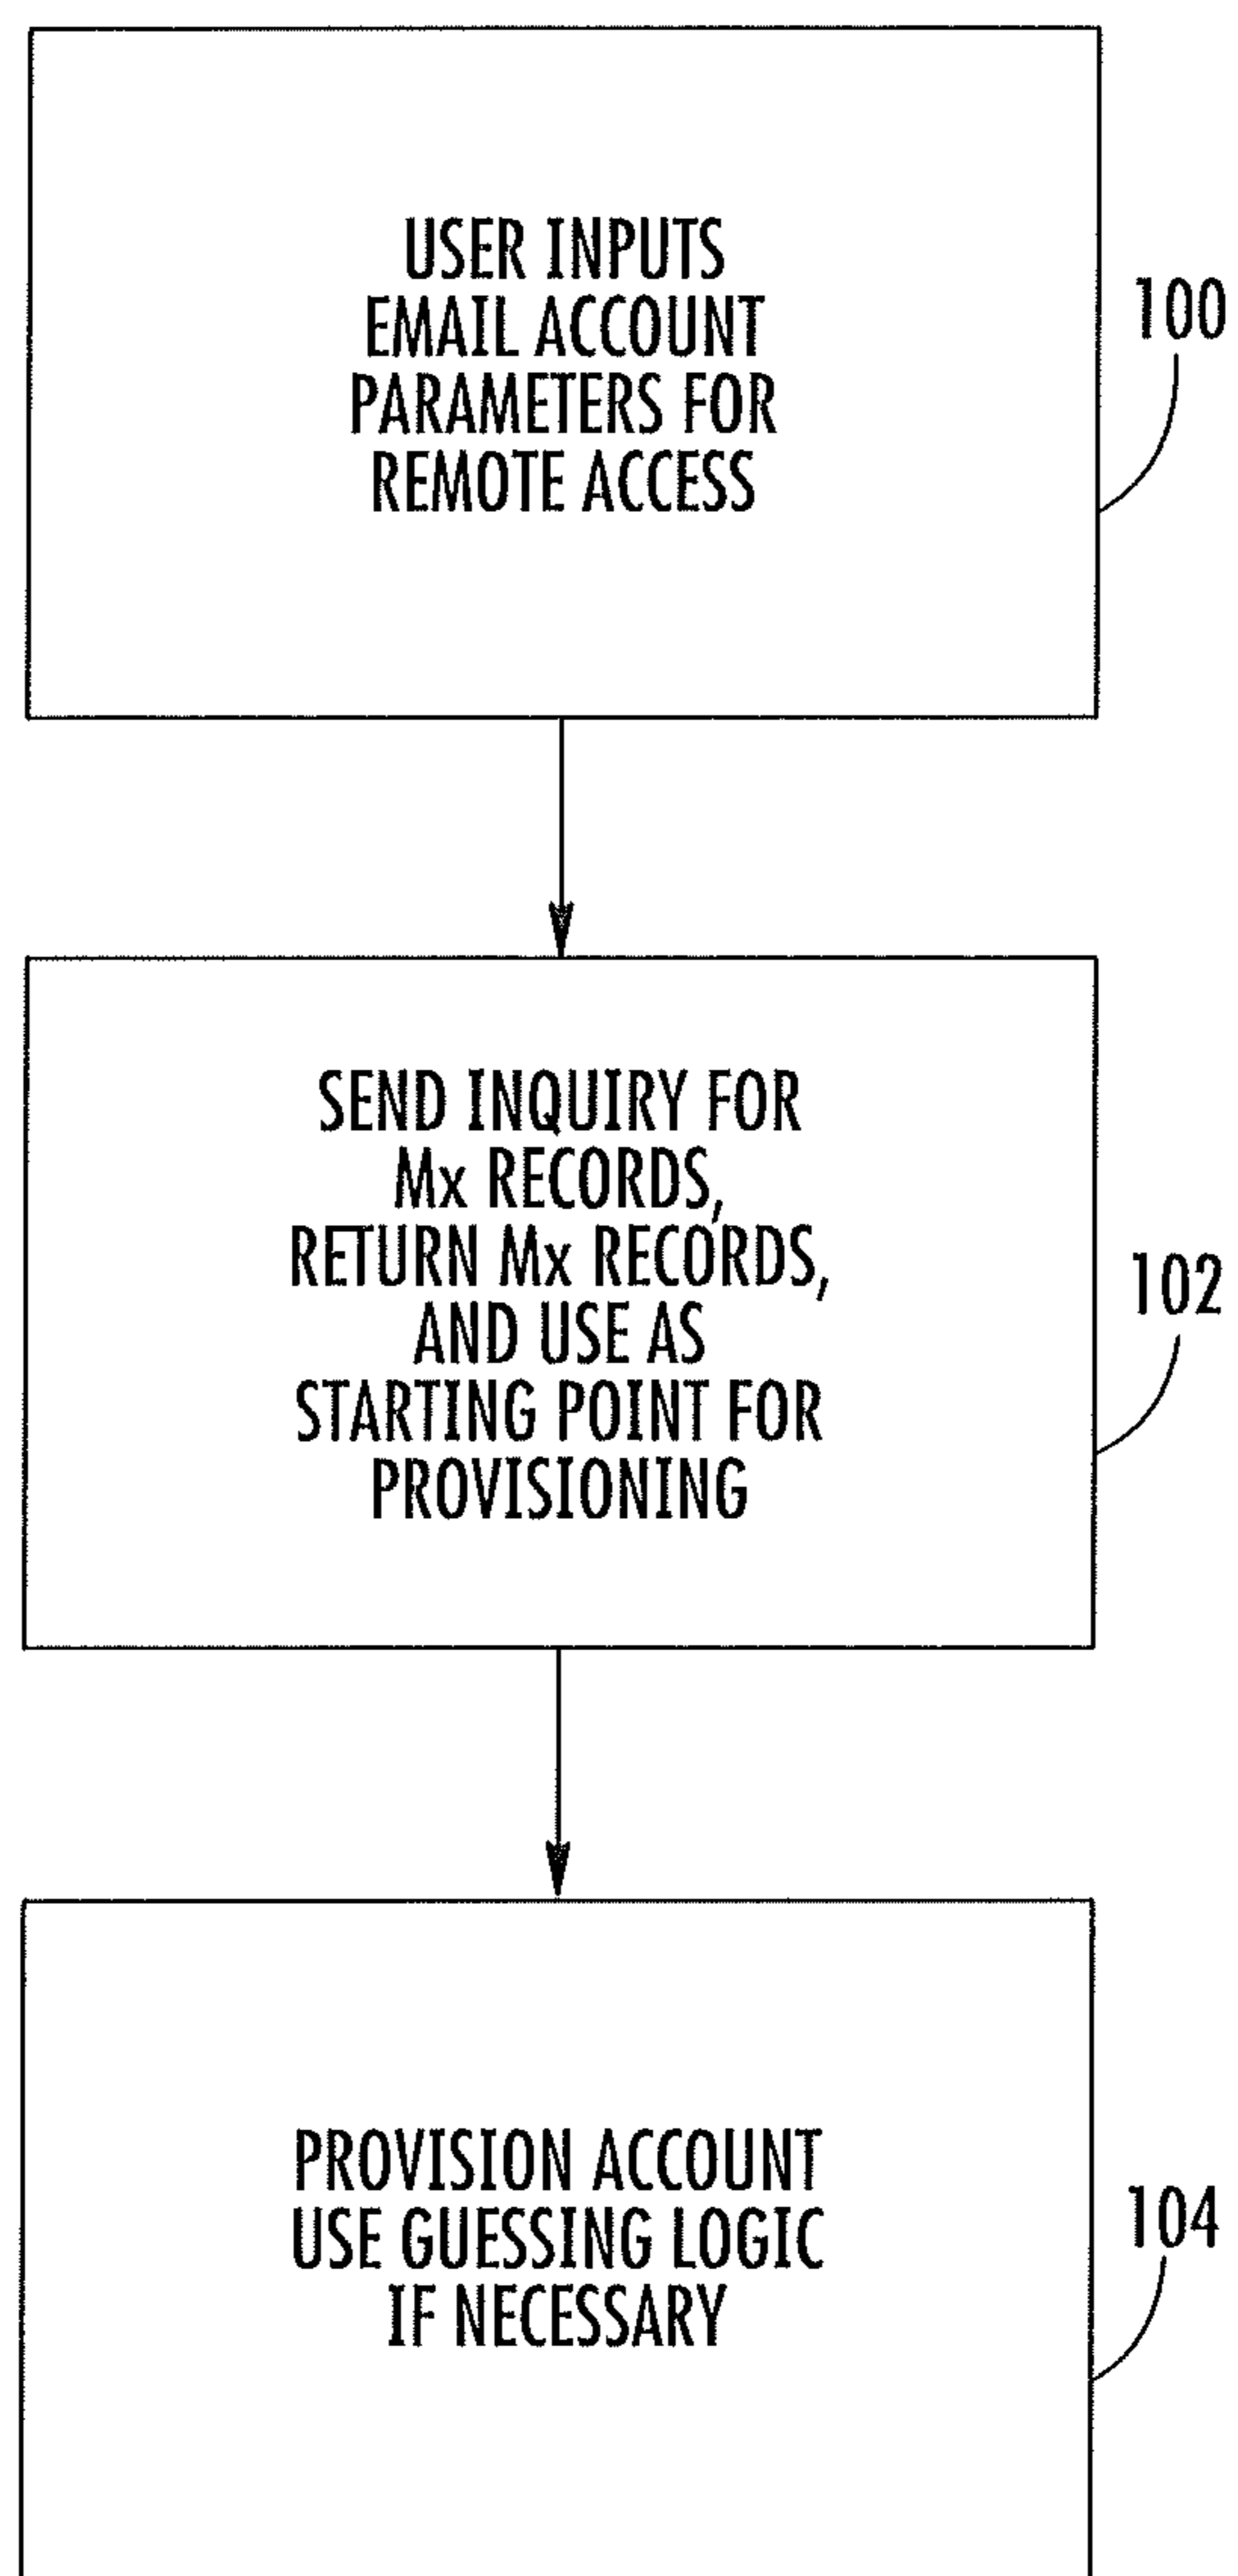 USER INPUTS
EMAIL ACCOUNT
PARAMETERS FOR
REMOTE ACCESS
100
SEND INQUIRY FOR
Mx RECORDS,
RETURN Mx RECORDS,
AND USE AS
STARTING POINT FOR
PROVISIONING
102
PROVISION ACCOUNT
USE GUESSING LOGIC
IF NECESSARY
104